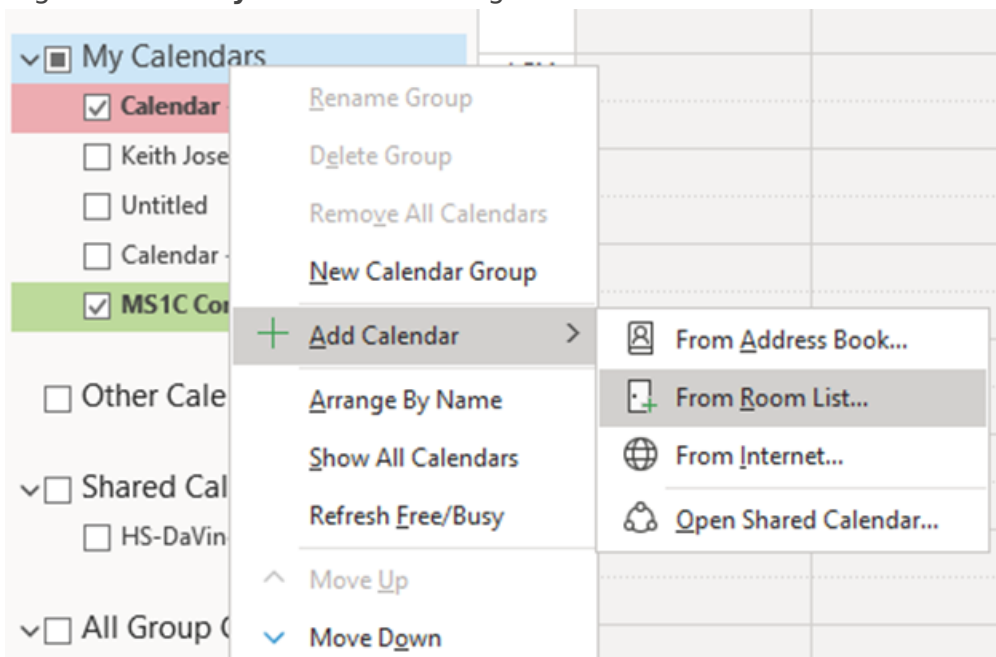 My Calendars
Calendar -
Keith Jose
Untitled
Calendar -
MS1C Cor
Other Cale
Shared Cal
HS-DaVin
All Group
Rename Group
Delete Group
Remove All Calendars
New Calendar Group
Add Calendar
Arrange By Name
Show All Calendars
Refresh Free/Busy
Move Up
Move Down
From Address Book...
From Room List...
From Internet...
Open Shared Calendar...